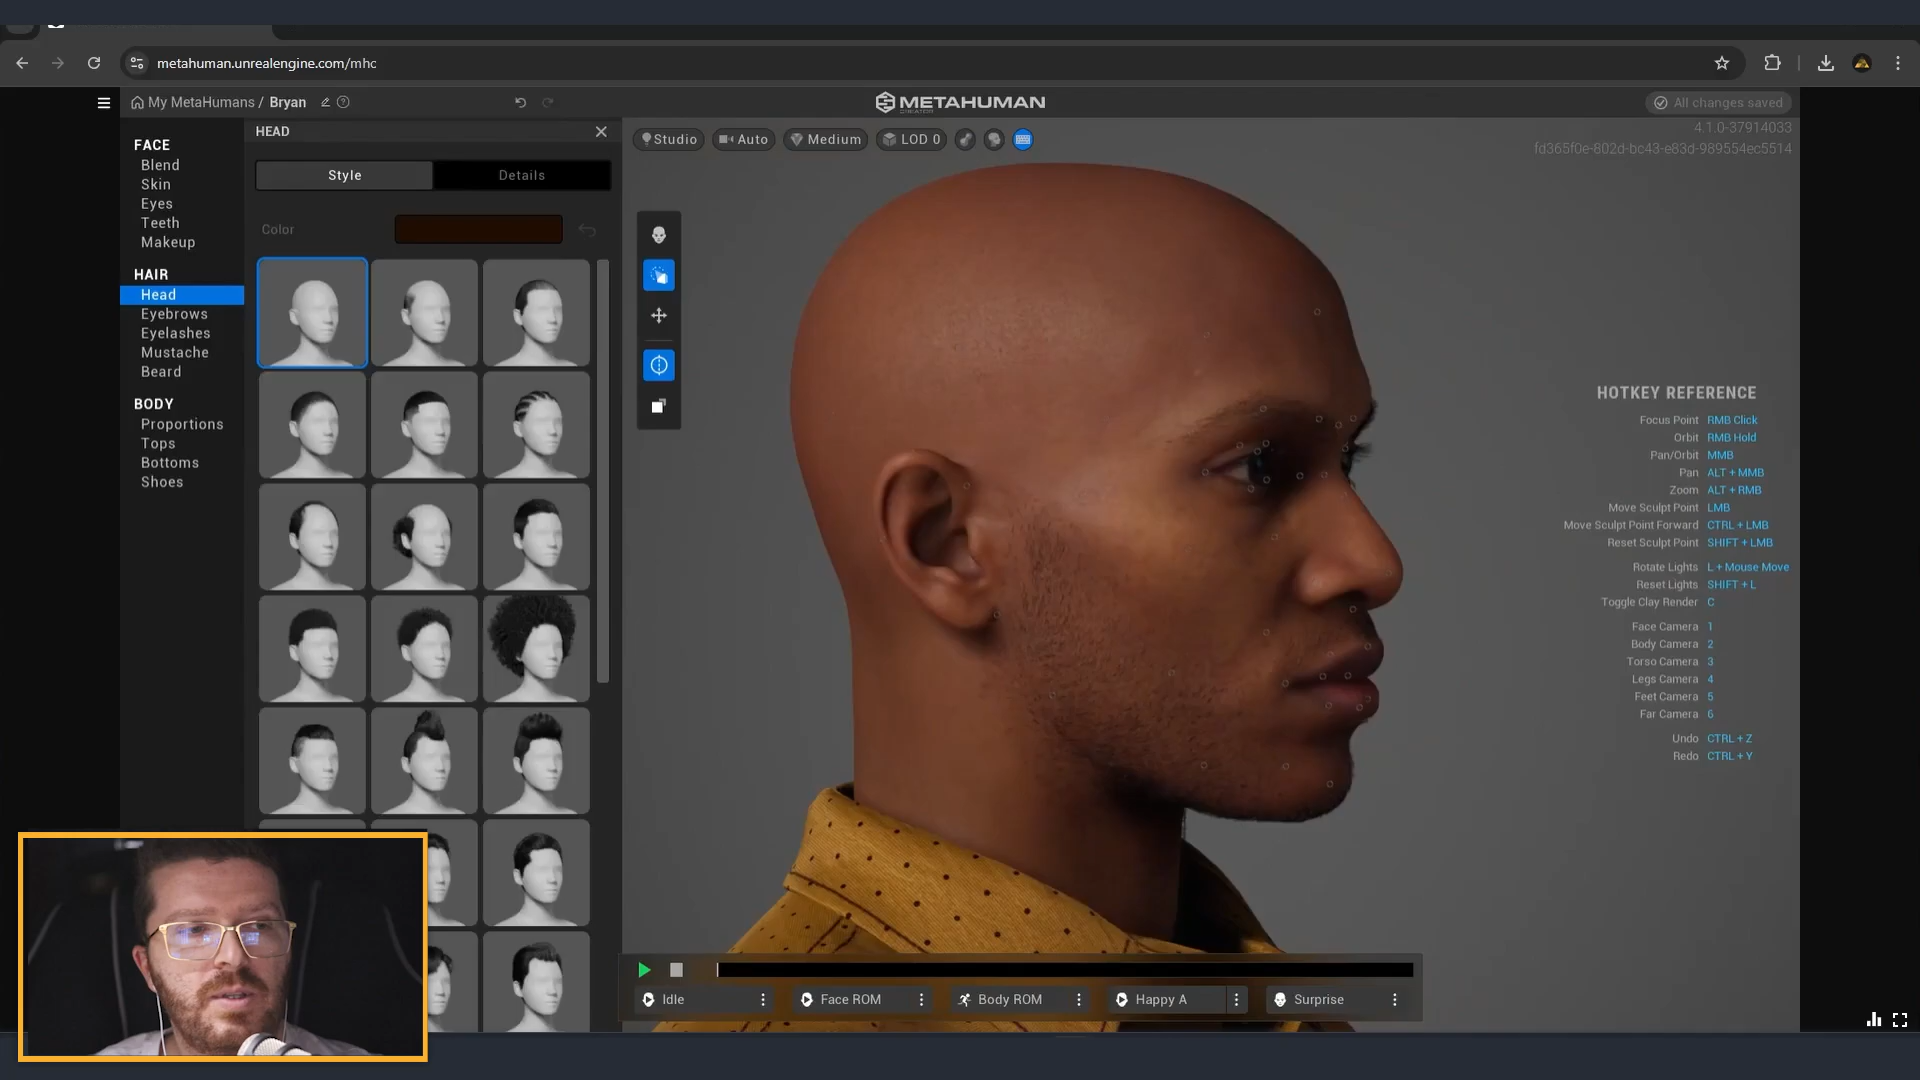 metahuman.unrealengine.com/mhc
My MetaHumans / Bryan
METAHUMAN
CREATOR
All changes saved
4.1.0-37914033
fd365f0e-802d-bc43-e83d-989554ec5514
FACE
Blend
Skin
Eyes
Teeth
Makeup
HAIR
Head
Eyebrows
Eyelashes
Mustache
Beard
BODY
Proportions
Tops
Bottoms
Shoes
HEAD
Style
Details
Color
Studio
Auto
Medium
LOD 0
HOTKEY REFERENCE
Focus Point RMB Click
Orbit RMB Hold
Pan/Orbit MMB
Pan ALT + MMB
Zoom ALT + RMB
Move Sculpt Point LMB
Move Sculpt Point Forward CTRL + LMB
Reset Sculpt Point SHIFT + LMB
Rotate Lights L + Mouse Move
Reset Lights SHIFT + L
Toggle Clay Render C
Face Camera 1
Body Camera 2
Torso Camera 3
Legs Camera 4
Feet Camera 5
Far Camera 6
Undo CTRL + Z
Redo CTRL + Y
Idle
Face ROM
Body ROM
Happy A
Surprise